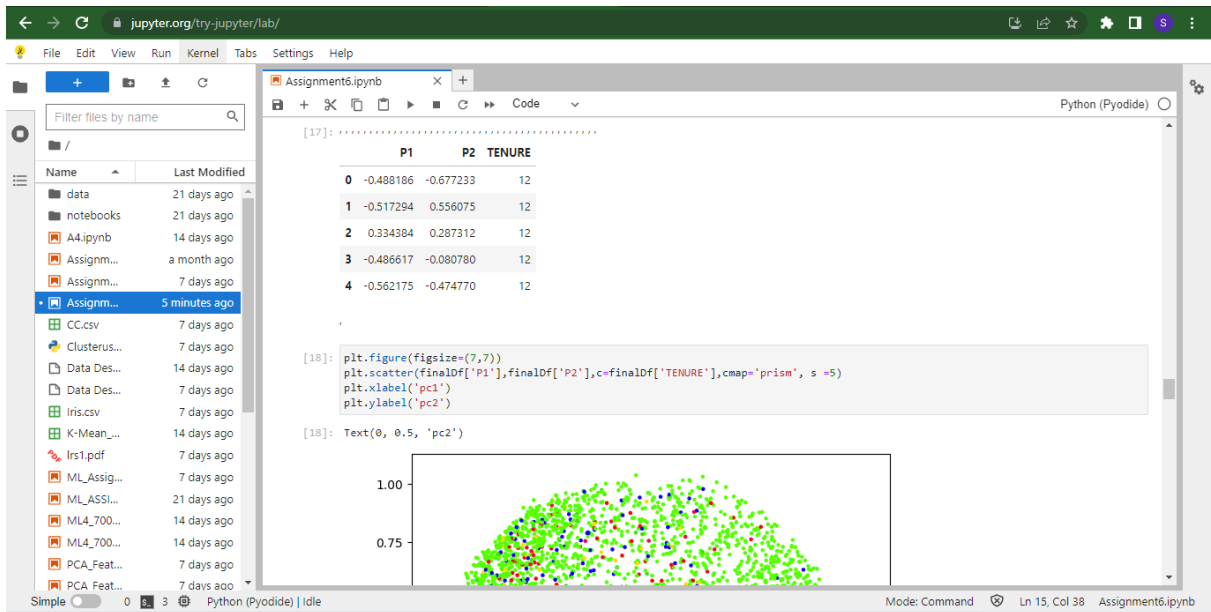 jupyter.org/try-jupyter/lab/
S
File Edit View Run Kernel Tabs Settings Help
+
Filter files by name
/
Name Last Modified
data 21 days ago
notebooks 21 days ago
A4.ipynb 14 days ago
Assignm... a month ago
Assignm... 7 days ago
Assignm... 5 minutes ago
CC.csv 7 days ago
Clusterus... 7 days ago
Data Des... 14 days ago
Data Des... 7 days ago
Iris.csv 7 days ago
K-Mean_... 14 days ago
lrs1.pdf 7 days ago
ML_Assig... 7 days ago
ML_ASSI... 21 days ago
ML4_700... 14 days ago
ML4_700... 14 days ago
PCA_Feat... 7 days ago
PCA Feat... 7 days ago
Assignment6.ipynb
Code
Python (Pyodide)
[17]:
P1 P2 TENURE
0 -0.488186 -0.677233 12
1 -0.517294 0.556075 12
2 0.334384 0.287312 12
3 -0.486617 -0.080780 12
4 -0.562175 -0.474770 12
[18]: plt.figure(figsize=(7,7))
plt.scatter(finalDf['P1'],finalDf['P2'],c=finalDf['TENURE'],cmap='prism', s =5)
plt.xlabel('pc1')
plt.ylabel('pc2')
[18]: Text(0, 0.5, 'pc2')
1.00
0.75
Simple 0 3 Python (Pyodide) | Idle
Mode: Command Ln 15, Col 38 Assignment6.ipynb